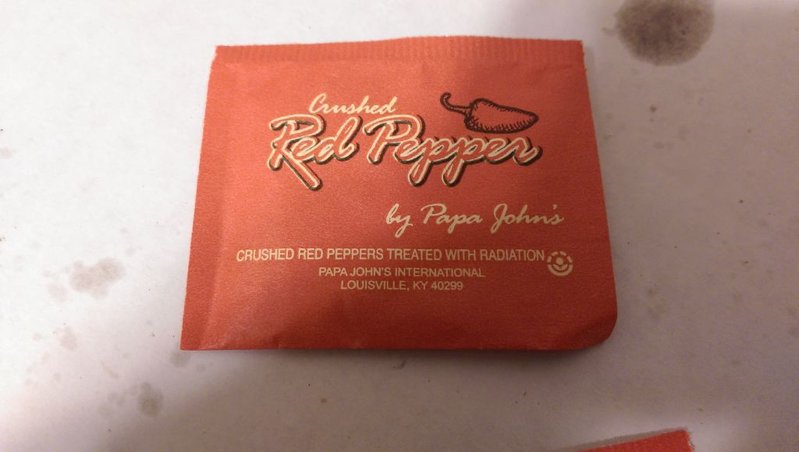 Crushed
Red Pepper
by Papa John's
CRUSHED RED PEPPERS TREATED WITH RADIATION
PAPA JOHN'S INTERNATIONAL
LOUISVILLE, KY 40299